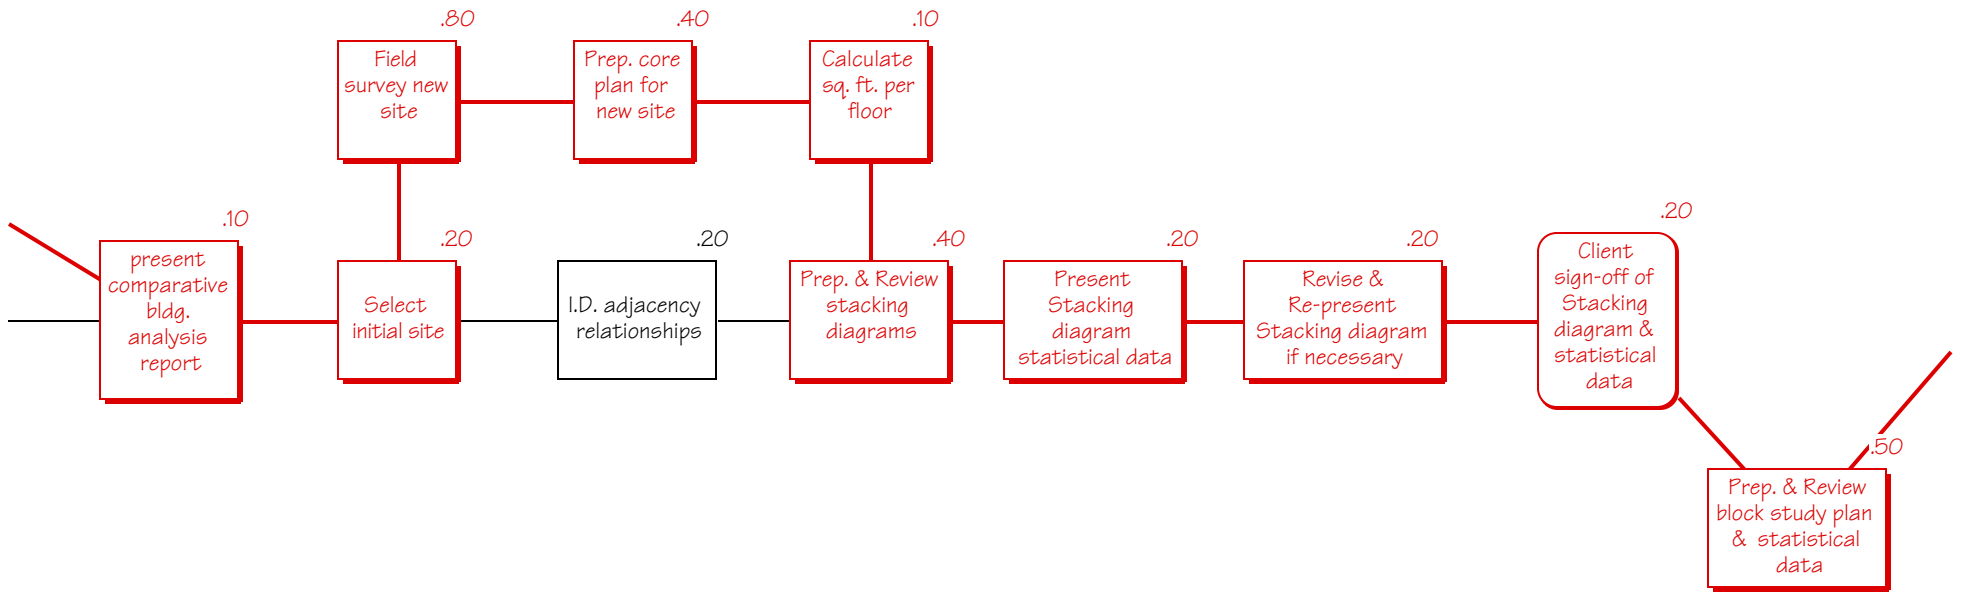 .80
Field
survey new
site
.40
Prep. core
plan for
new site
.10
Calculate
sq. ft. per
floor
.10
present
comparative
bldg.
analysis
report
.20
Select
initial site
.20
I.D. adjacency
relationships
.40
Prep. & Review
stacking
diagrams
.20
Present
Stacking
diagram
statistical data
.20
Revise &
Re-present
Stacking diagram
if necessary
.20
Client
sign-off of
Stacking
diagram &
statistical
data
.50
Prep. & Review
block study plan
& statistical
data